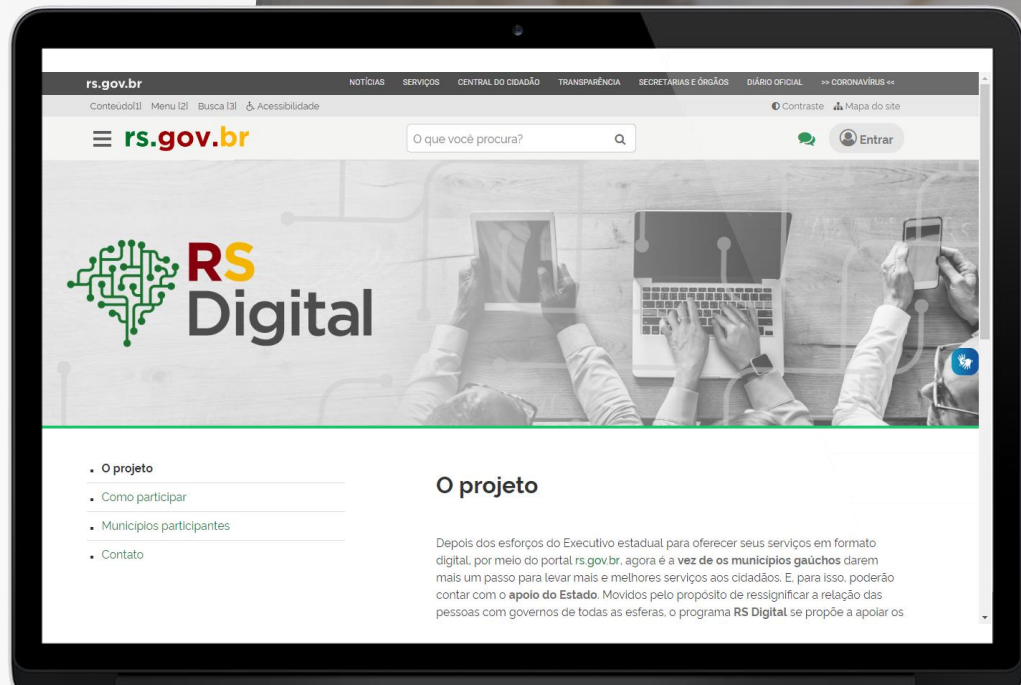 rs.gov.br
NOTÍCIAS SERVIÇOS CENTRAL DO CIDADÃO TRANSPARÊNCIA SECRETARIAS E ÓRGÃOS DIÁRIO OFICIAL >> CORONAVÍRUS <<
Conteúdo[1] Menu [2] Busca [3] Acessibilidade
Contraste Mapa do site
rs.gov.br
O que você procura?
Entrar
RS
Digital
O projeto
Como participar
Municípios participantes
Contato
O projeto
Depois dos esforços do Executivo estadual para oferecer seus serviços em formato
digital, por meio do portal rs.gov.br, agora é a vez de os municípios gaúchos darem
mais um passo para levar mais e melhores serviços aos cidadãos. E, para isso, poderão
contar com o apoio do Estado. Movidos pelo propósito de ressignificar a relação das
pessoas com governos de todas as esferas, o programa RS Digital se propõe a apoiar os